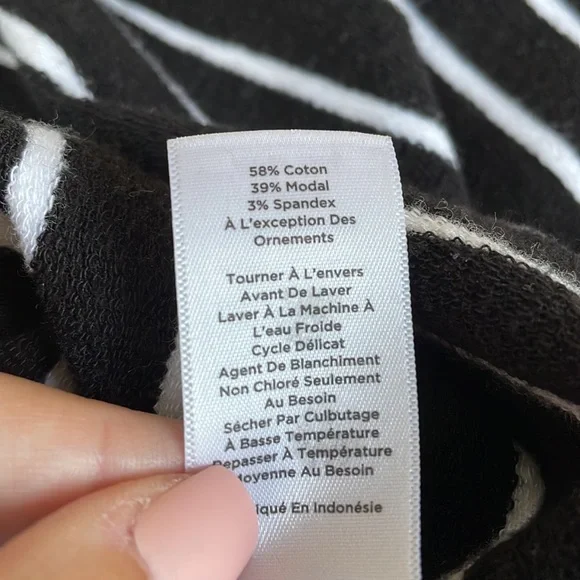 58% Coton
39% Modal
3% Spandex
À L'exception Des
Ornements
Tourner À L'envers
Avant De Laver
Laver À La Machine À
L'eau Froide
Cycle Délicat
Agent De Blanchiment
Non Chloré Seulement
Au Besoin
Sécher Par Culbutage
À Basse Température
Repasser À Température
Moyenne Au Besoin
iqué En Indonésie